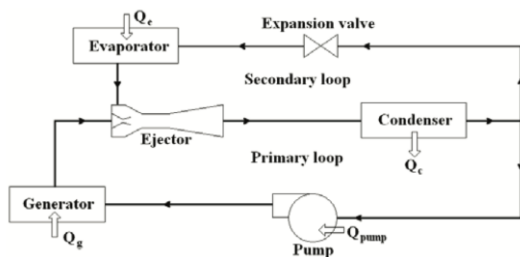 Qe
Expansion valve
Evaporator
Secondary loop
Ejector
Condenser
Primary loop
Qc
Generator
Qg
Qpump
Pump